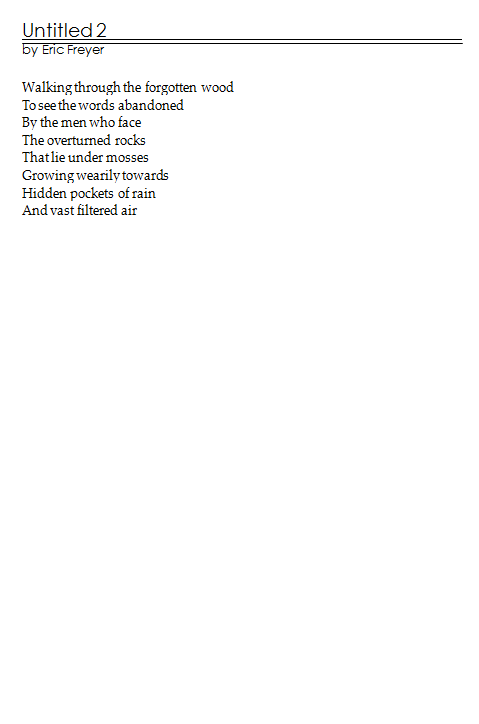 Untitled 2
by Eric Freyer
Walking through the forgotten wood
To see the words abandoned
By the men who face
The overturned rocks
That lie under mosses
Growing wearily towards
Hidden pockets of rain
And vast filtered air